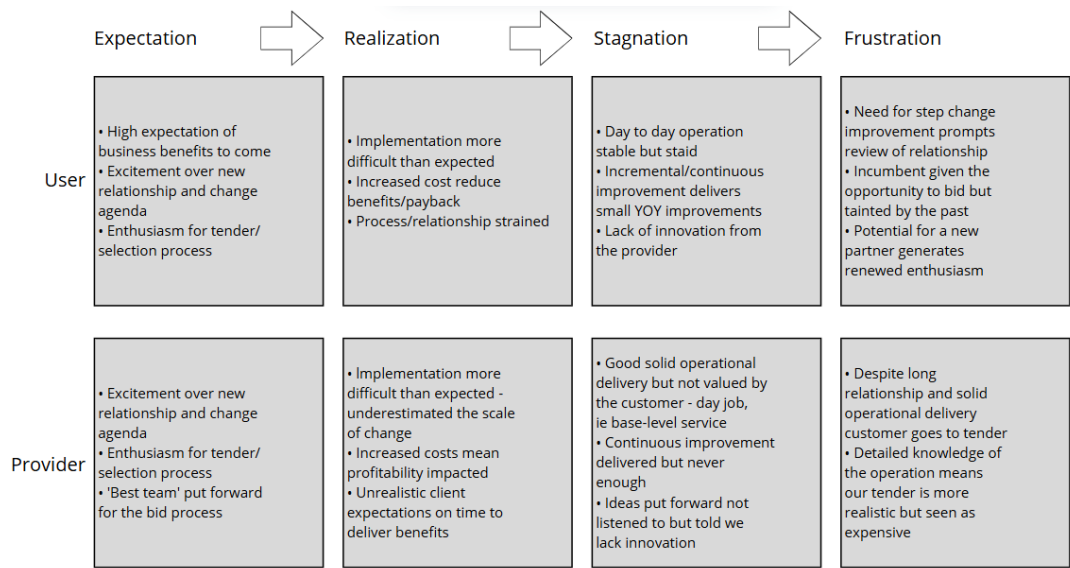 Expectation
Realization
Stagnation
Frustration
User
• High expectation of
business benefits to come
• Excitement over new
relationship and change
agenda
• Enthusiasm for tender/
selection process
• Implementation more
difficult than expected
• Increased cost reduce
benefits/payback
• Process/relationship strained
• Day to day operation
stable but staid
• Incremental/continuous
improvement delivers
small YOY improvements
• Lack of innovation from
the provider
• Need for step change
improvement prompts
review of relationship
• Incumbent given the
opportunity to bid but
tainted by the past
• Potential for a new
partner generates
renewed enthusiasm
Provider
• Excitement over new
relationship and change
agenda
• Enthusiasm for tender/
selection process
• 'Best team' put forward
for the bid process
• Implementation more
difficult than expected -
underestimated the scale
of change
• Increased costs mean
profitability impacted
• Unrealistic client
expectations on time to
deliver benefits
• Good solid operational
delivery but not valued by
the customer - day job,
ie base-level service
• Continuous improvement
delivered but never
enough
• Ideas put forward not
listened to but told we
lack innovation
• Despite long
relationship and solid
operational delivery
customer goes to tender
• Detailed knowledge of
the operation means
our tender is more
realistic but seen as
expensive